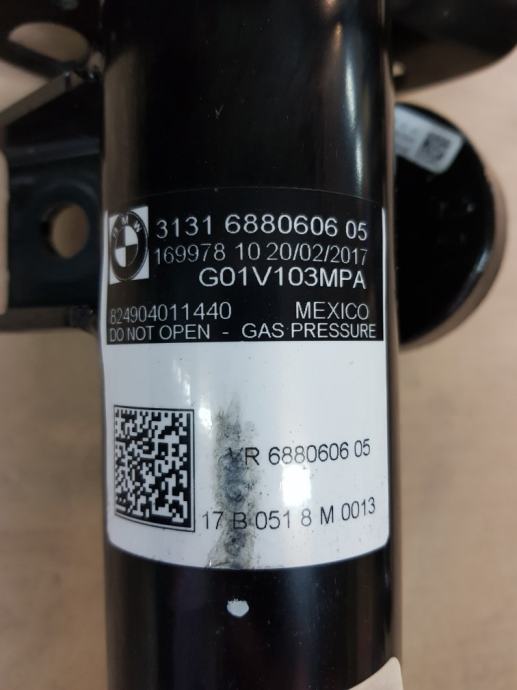 BMW
3131 6880606 05
169978 10 20/02/2017
G01V103MPA
824904011440 MEXICO
DO NOT OPEN - GAS PRESSURE
VR 6880606 05
17 B 051 8 M 0013